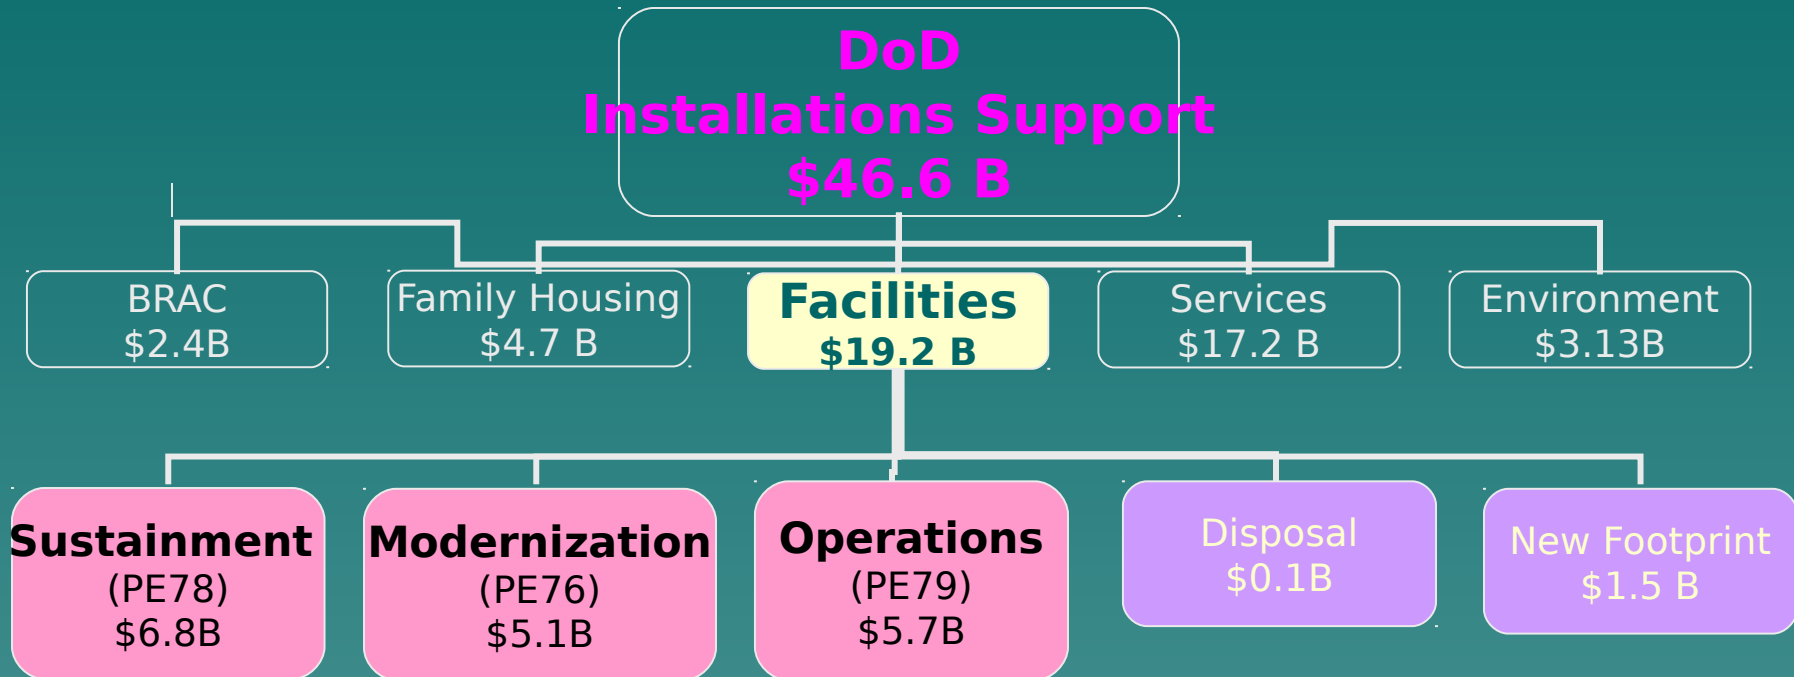 DoD
Installations Support
$46.6 B
BRAC
$2.4B
Family Housing
$4.7 B
Facilities
$19.2 B
Services
$17.2 B
Environment
$3.13B
Sustainment
(PE78)
$6.8B
Modernization
(PE76)
$5.1B
Operations
(PE79)
$5.7B
Disposal
$0.1B
New Footprint
$1.5 B